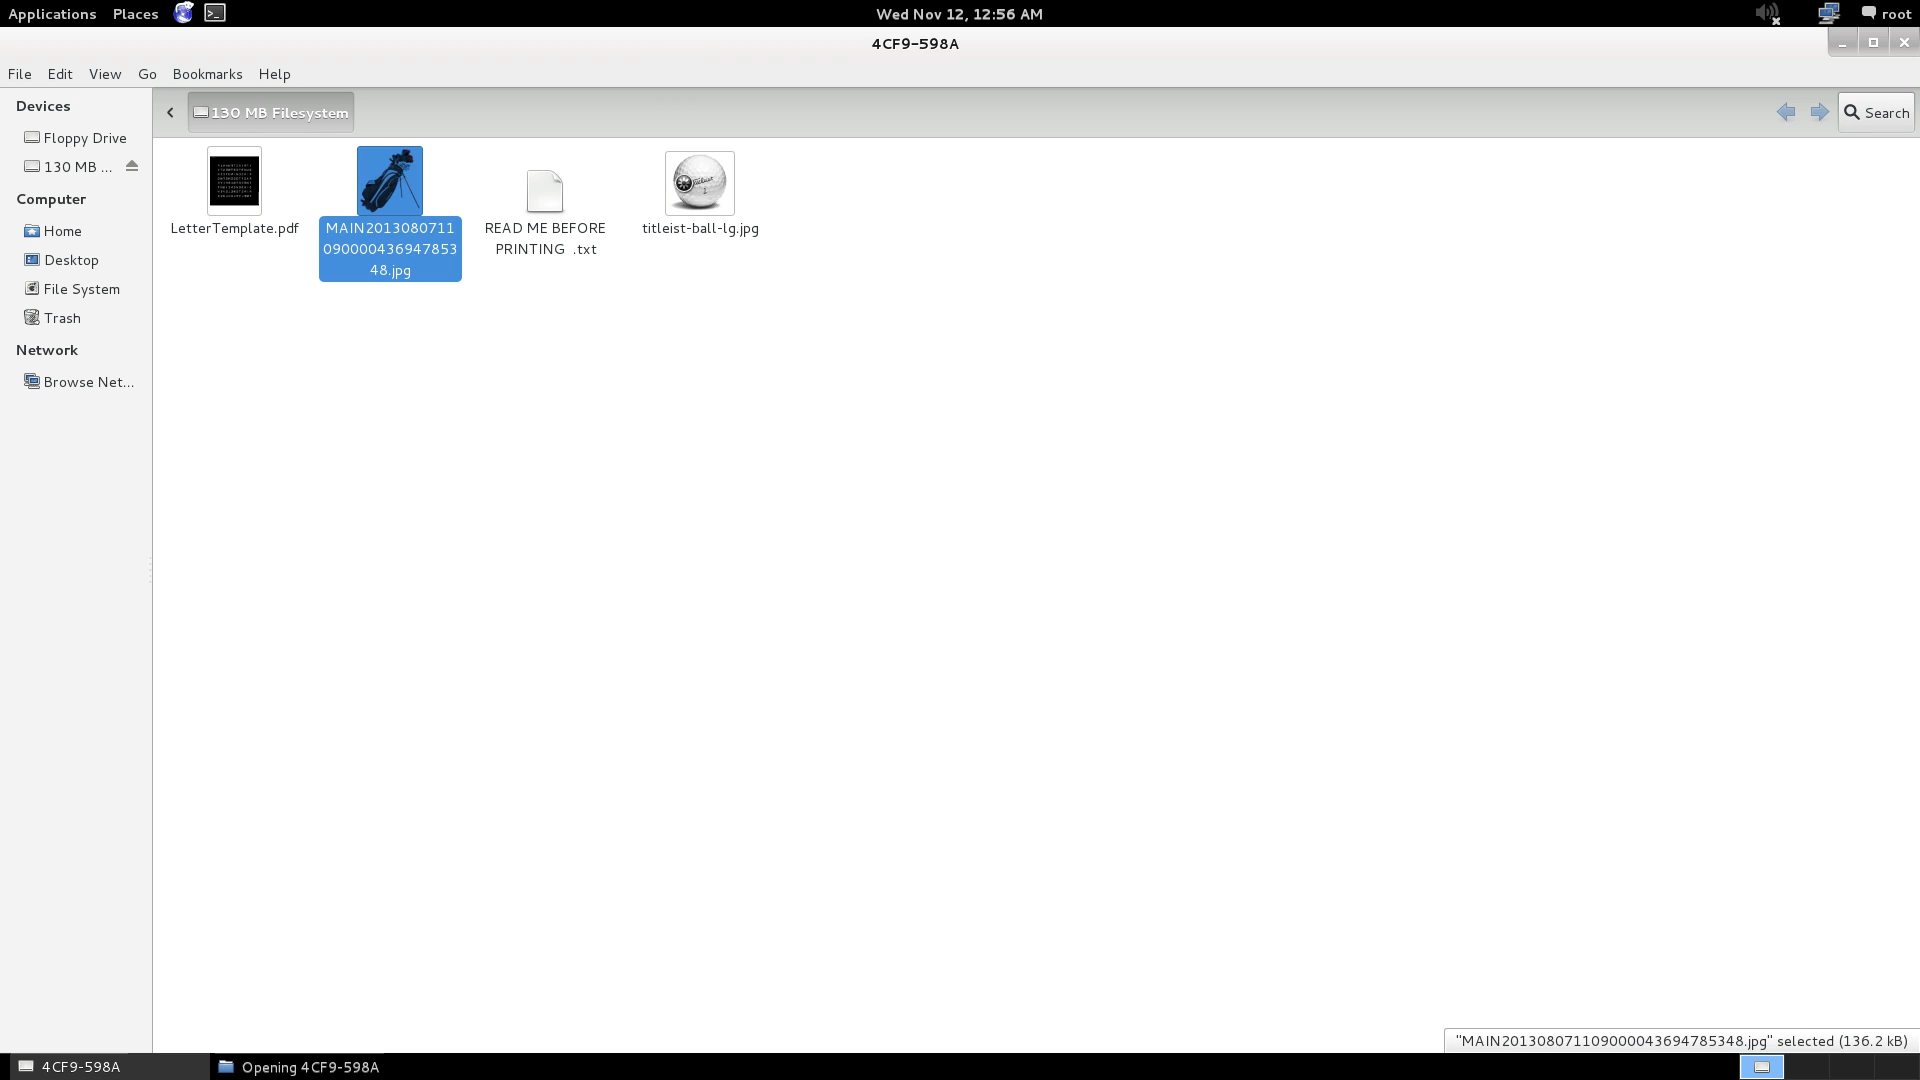 Applications Places
Wed Nov 12, 12:56 AM
root
4CF9-598A
File Edit View Go Bookmarks Help
Devices
Floppy Drive
130 MB ...
Computer
Home
Desktop
File System
Trash
Network
Browse Net...
130 MB Filesystem
Search
LetterTemplate.pdf
MAIN2013080711
090000436947853
48.jpg
READ ME BEFORE
PRINTING .txt
Titleist
titleist-ball-lg.jpg
"MAIN201308071109000043694785348.jpg" selected (136.2 kB)
4CF9-598A
Opening 4CF9-598A